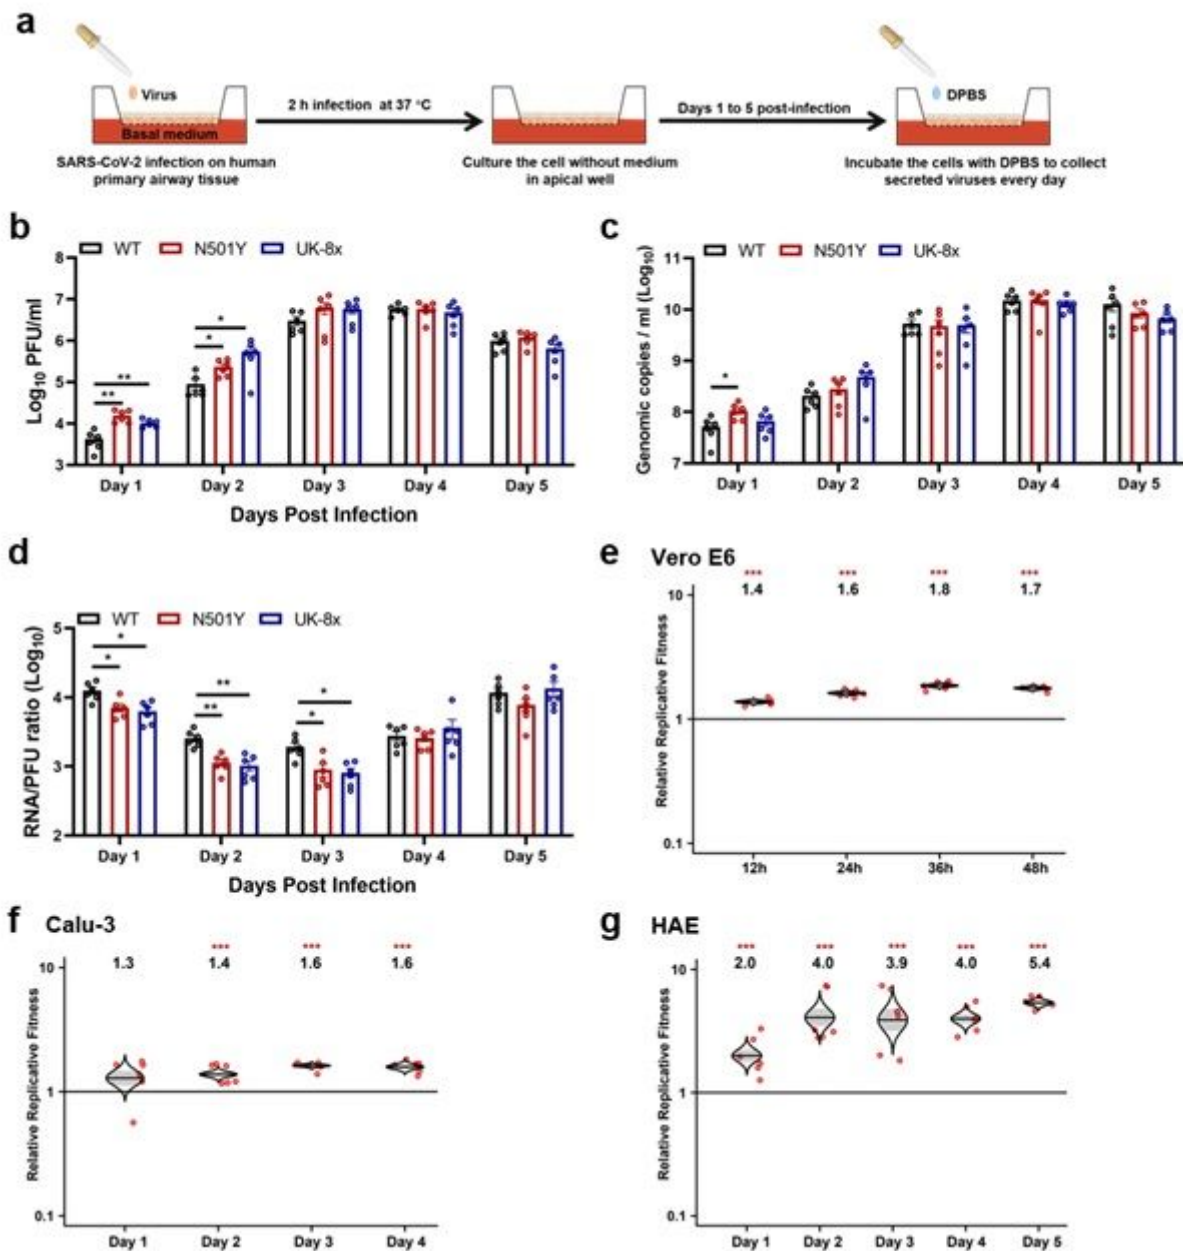 a
Virus
Basal medium
2 h infection at 37 °C
Days 1 to 5 post-infection
DPBS
SARS-CoV-2 infection on human
primary airway tissue
Culture the cell without medium
in apical well
Incubate the cells with DPBS to collect
secreted viruses every day
b
WT N501Y UK-8x
Log10 PFU/ml
8
7
6
5
4
3
** ** * *
Day 1 Day 2 Day 3 Day 4 Day 5
Days Post Infection
c
WT N501Y UK-8x
Genomic copies / ml (Log10)
11
10
9
8
7
*
Day 1 Day 2 Day 3 Day 4 Day 5
d
WT N501Y UK-8x
RNA/PFU ratio (Log10)
5
4
3
2
* * ** ** * *
Day 1 Day 2 Day 3 Day 4 Day 5
Days Post Infection
e Vero E6
*** *** *** ***
1.4 1.6 1.8 1.7
Relative Replicative Fitness
10
1
0.1
12h 24h 36h 48h
f Calu-3
*** *** ***
1.3 1.4 1.6 1.6
Relative Replicative Fitness
10
1
0.1
Day 1 Day 2 Day 3 Day 4
g HAE
*** *** *** *** ***
2.0 4.0 3.9 4.0 5.4
Relative Replicative Fitness
10
1
0.1
Day 1 Day 2 Day 3 Day 4 Day 5